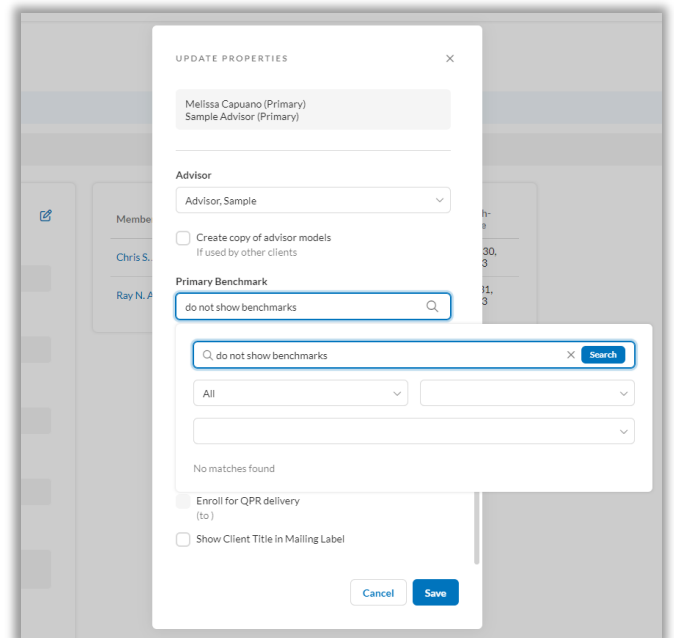 UPDATE PROPERTIES
Melissa Capuano (Primary)
Sample Advisor (Primary)
Advisor
Advisor, Sample
Create copy of advisor models
If used by other clients
Primary Benchmark
do not show benchmarks
do not show benchmarks
Search
All
No matches found
Enroll for QPR delivery
(to )
Show Client Title in Mailing Label
Cancel
Save
Membe
Chris S.
Ray N. A
h-
e
30,
3
31,
3